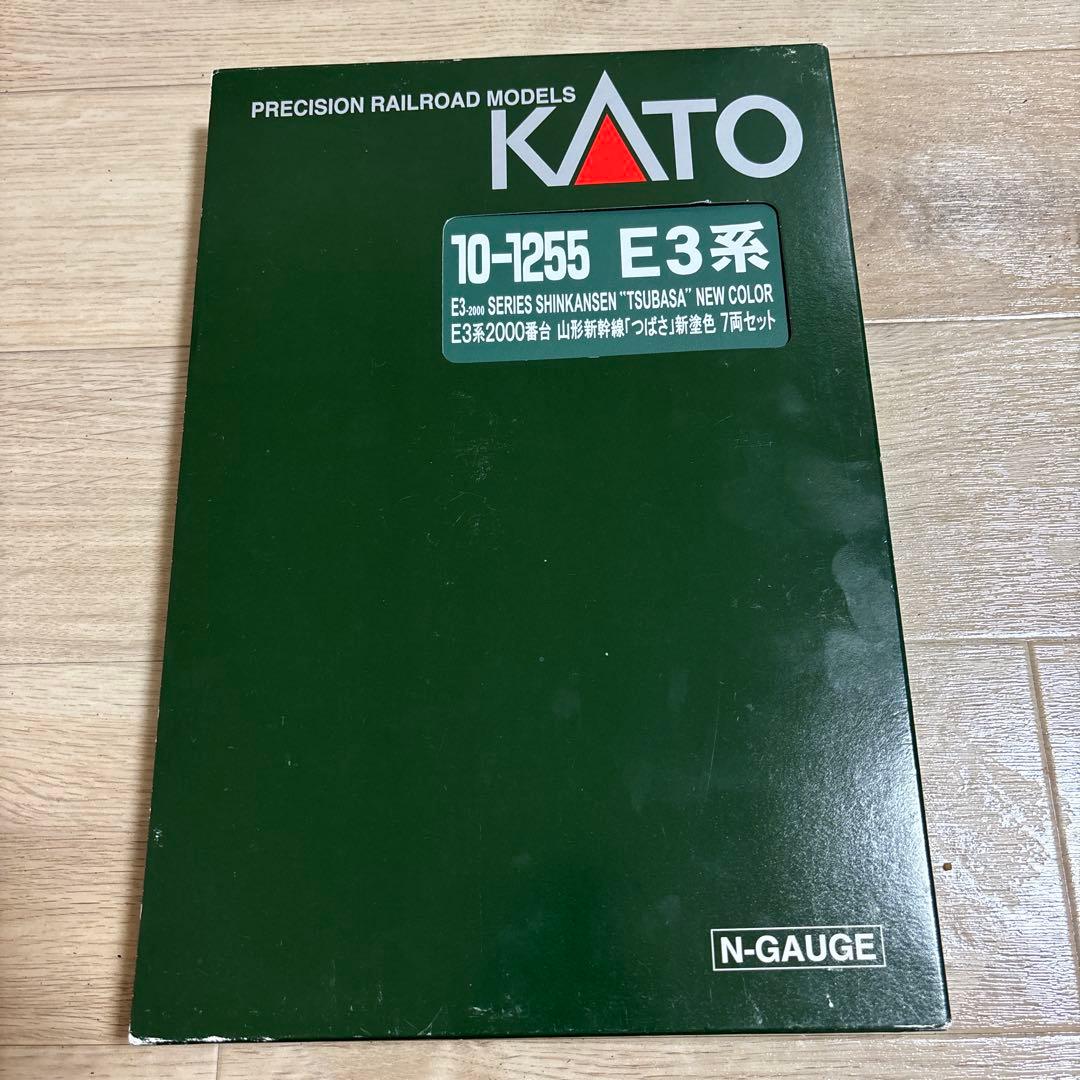 PRECISION RAILROAD MODELS
KATO
10-1255 E3系
E3-2000 SERIES SHINKANSEN "TSUBASA" NEW COLOR
E3系2000番台 山形新幹線「つばさ」新塗色 7両セット
N-GAUGE